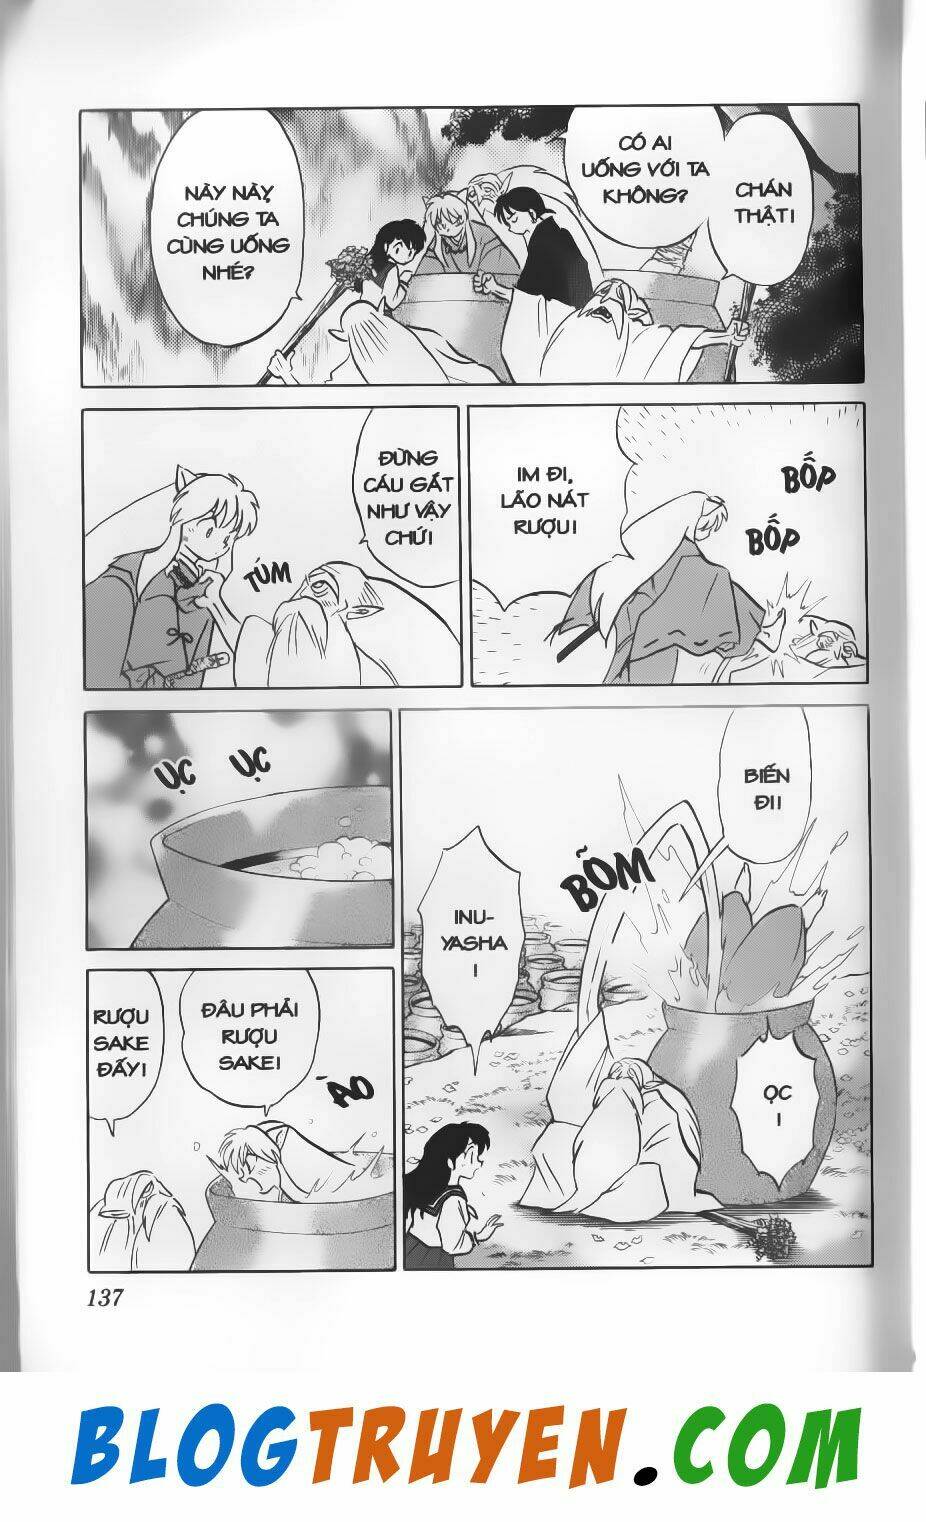 CHÁN
THẬT!
CÓ AI
UỐNG VỚI TA
KHÔNG?
NÀY NÀY,
CHÚNG TA
CÙNG UỐNG
NHÉ?
BỐP
BỐP
IM ĐI,
LÃO NÁT
RƯỢU!
ĐỪNG
CÁU GẮT
NHƯ VẬY
CHỨ!
TÚM
BIẾN
ĐI!
BÕM
INU-
YASHA
!
ỌC
!
ỤC
ỤC
ÀO
ĐÂU PHẢI
RƯỢU
SAKE!
RƯỢU
SAKE
ĐẤY!
137
BLOGTRUYEN.COM